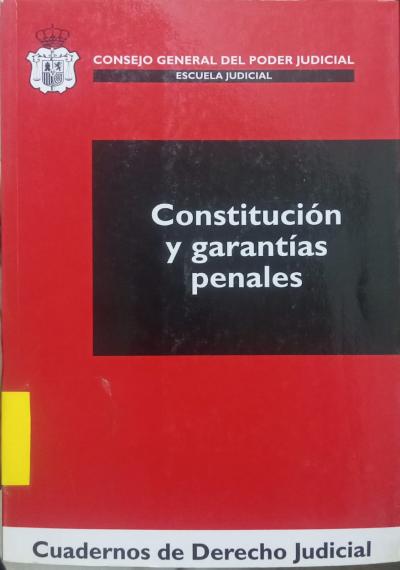 CONSEJO GENERAL DEL PODER JUDICIAL
ESCUELA JUDICIAL
Constitución
y garantías
penales
Cuadernos de Derecho Judicial